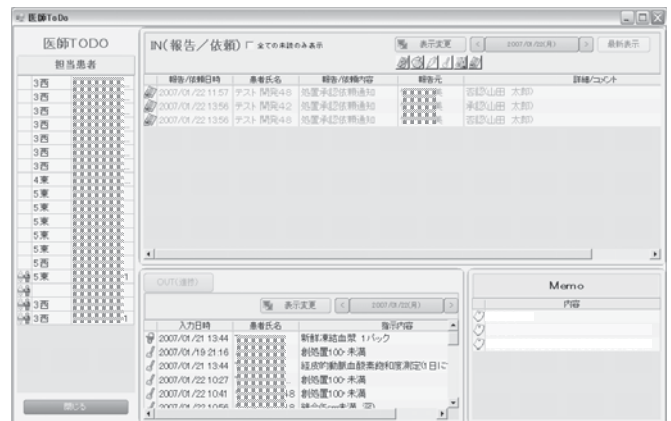 医師ToDo
医師TODO
担当患者
3西
3西
3西
3西
3西
3西
3西
4東
5東
5東
5東
5東
5東
5西
5東 -1
3西
3西 -1
閉じる
IN(報告/依頼) 全ての未読のみ表示
表示変更 < 2007/01/22(月) > 最新表示
報告/依頼日時 患者氏名 報告/依頼内容 報告元 詳細/コメント
2007/01/22 11:57 テスト 開発48 処置承認依頼通知 否認(山田 太郎)
2007/01/22 13:56 テスト 開発42 処置承認依頼通知 承認(山田 太郎)
2007/01/22 13:56 テスト 開発48 処置承認依頼通知 否認(山田 太郎)
OUT(進捗)
表示変更 < 2007/01/22(月) >
入力日時 患者氏名 指示内容
2007/01/21 13:44 新鮮凍結血漿 1パック
2007/01/19 21:16 創処置100・未満
2007/01/21 13:44 経皮的動脈血酸素飽和度測定(1日に
2007/01/22 10:27 創処置100・未満
2007/01/22 10:41 48 創処置100・未満
2007/01/22 10:56
Memo
内容